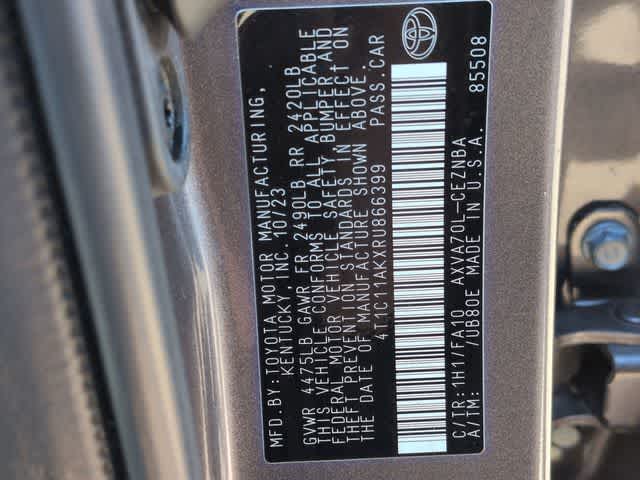 MFD.BY:TOYOTA MOTOR MANUFACTURING,
KENTUCKY, INC. 10/23
GVWR 4475LB GAWR FR 2490LB RR 2420LB
THIS VEHICLE CONFORMS TO ALL APPLICABLE
FEDERAL MOTOR VEHICLE SAFETY, BUMPER AND
THEFT PREVENTION STANDARDS IN EFFECT ON
THE DATE OF MANUFACTURE SHOWN ABOVE.
4T1C11AKXRU866399 PASS.CAR
C/TR:1H1/FA10 AXVA70L-CEZNBA
A/TM: /UB80E MADE IN U.S.A. 85508